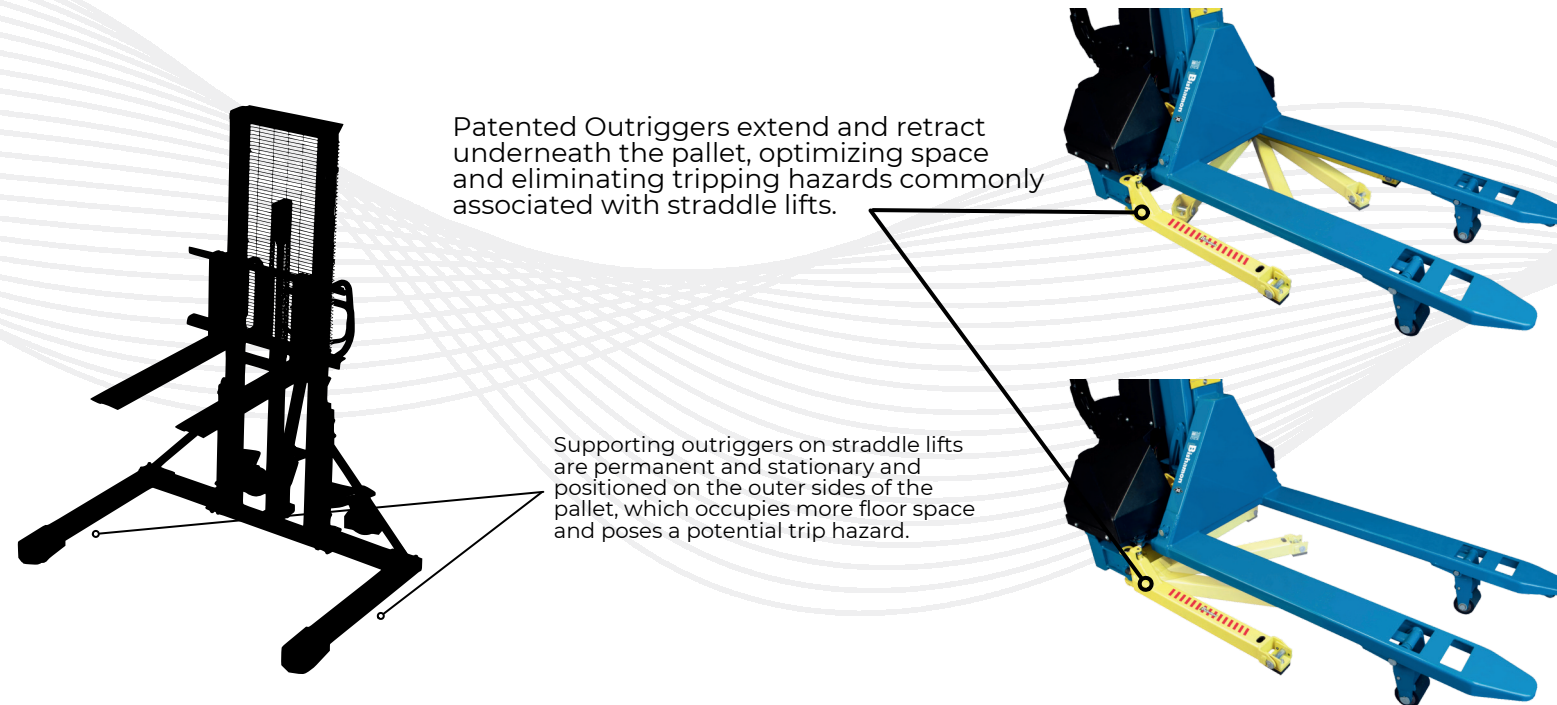 Patented Outriggers extend and retract
underneath the pallet, optimizing space
and eliminating tripping hazards commonly
associated with straddle lifts.
Bishamon
Supporting outriggers on straddle lifts
are permanent and stationary and
positioned on the outer sides of the
pallet, which occupies more floor space
and poses a potential trip hazard.
Bishamon